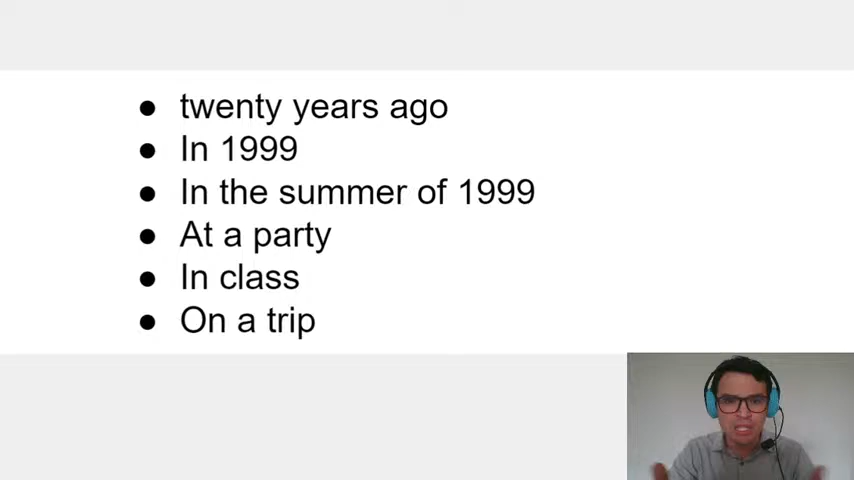 ● twenty years ago
● In 1999
● In the summer of 1999
● At a party
● In class
● On a trip